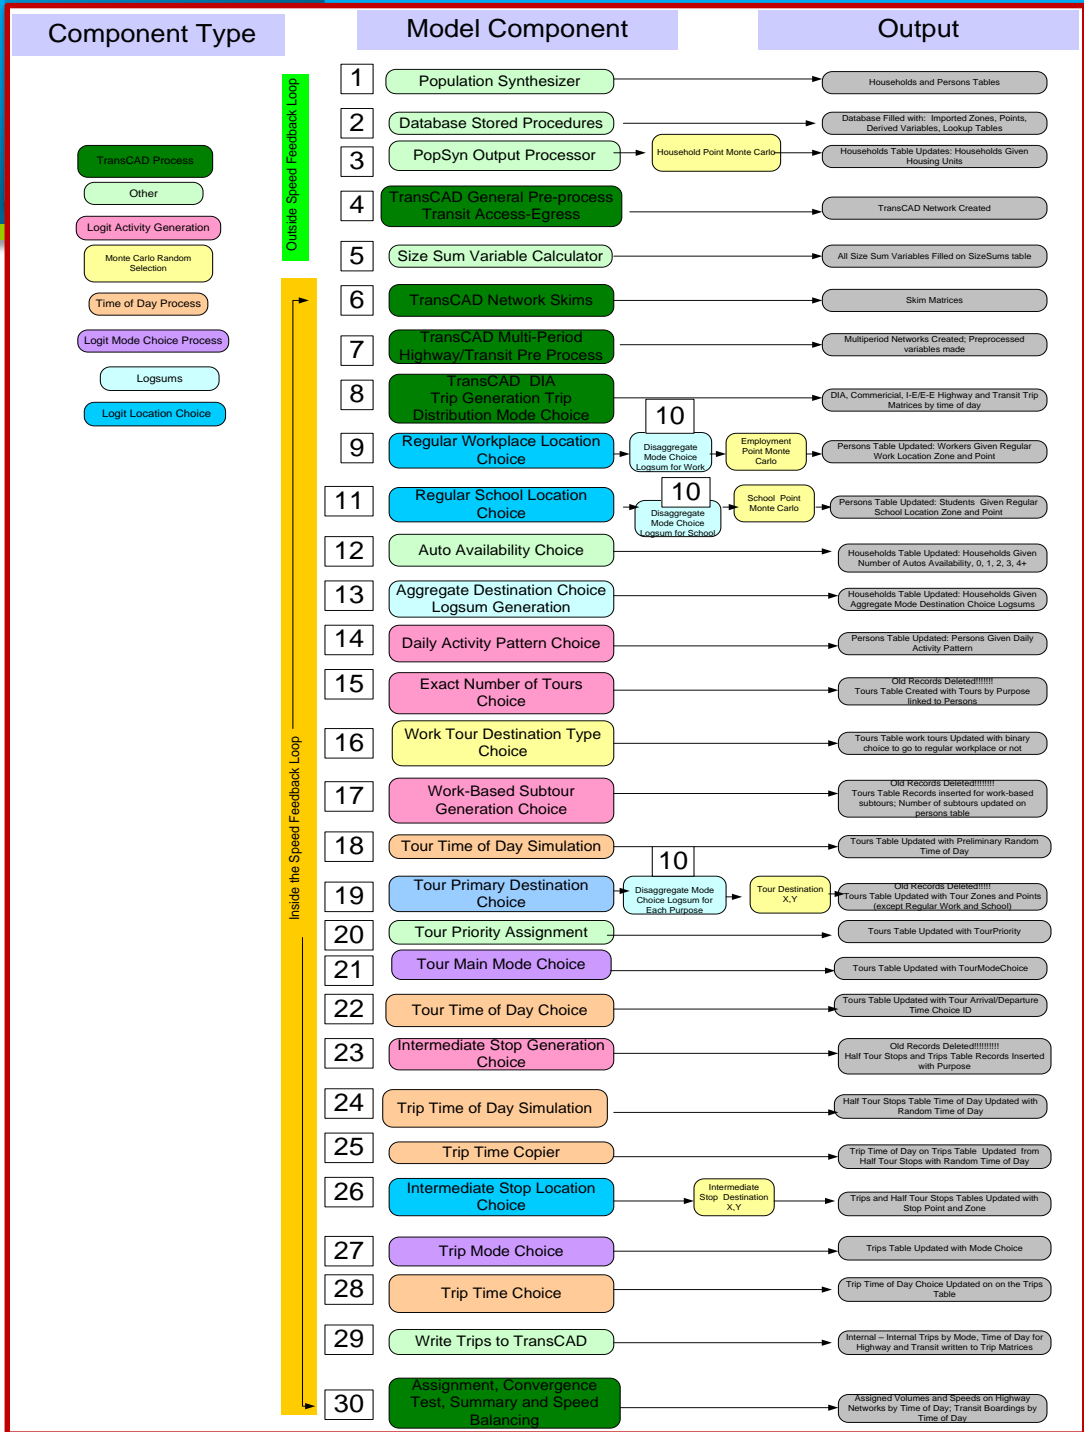 Component Type
Model Component
Output
TransCAD Process
Other
Logit Activity Generation
Monte Carlo Random
Selection
Time of Day Process
Logit Mode Choice Process
Logsums
Logit Location Choice
Outside Speed Feedback Loop
Inside the Speed Feedback Loop
1
Population Synthesizer
Households and Persons Tables
2
Database Stored Procedures
Database Filled with: Imported Zones, Points,
Derived Variables, Lookup Tables
3
PopSyn Output Processor
Household Point Monte Carlo
Households Table Updates: Households Given
Housing Units
4
TransCAD General Pre-process
Transit Access-Egress
TransCAD Network Created
5
Size Sum Variable Calculator
All Size Sum Variables Filled on SizeSums table
6
TransCAD Network Skims
Skim Matrices
7
TransCAD Multi-Period
Highway/Transit Pre Process
Multiperiod Networks Created; Preprocessed
variables made
8
TransCAD DIA
Trip Generation Trip
Distribution Mode Choice
DIA, Commericial, I-E/E-E Highway and Transit Trip
Matrices by time of day
9
Regular Workplace Location
Choice
10
Disaggregate
Mode Choice
Logsum for Work
Employment
Point Monte
Carlo
Persons Table Updated: Workers Given Regular
Work Location Zone and Point
11
Regular School Location
Choice
10
Disaggregate
Mode Choice
Logsum for School
School Point
Monte Carlo
Persons Table Updated: Students Given Regular
School Location Zone and Point
12
Auto Availability Choice
Households Table Updated: Households Given
Number of Autos Availability, 0, 1, 2, 3, 4+
13
Aggregate Destination Choice
Logsum Generation
Households Table Updated: Households Given
Aggregate Mode Destination Choice Logsums
14
Daily Activity Pattern Choice
Persons Table Updated: Persons Given Daily
Activity Pattern
15
Exact Number of Tours
Choice
Old Records Deleted!!!!!!!
Tours Table Created with Tours by Purpose
linked to Persons
16
Work Tour Destination Type
Choice
Tours Table work tours Updated with binary
choice to go to regular workplace or not
17
Work-Based Subtour
Generation Choice
Old Records Deleted!!!!!!!!
Tours Table Records inserted for work-based
subtours; Number of subtours updated on
persons table
18
Tour Time of Day Simulation
Tours Table Updated with Preliminary Random
Time of Day
19
Tour Primary Destination
Choice
10
Disaggregate Mode
Choice Logsum for
Each Purpose
Tour Destination
X,Y
Old Records Deleted!!!!!
Tours Table Updated with Tour Zones and Points
(except Regular Work and School)
20
Tour Priority Assignment
Tours Table Updated with TourPriority
21
Tour Main Mode Choice
Tours Table Updated with TourModeChoice
22
Tour Time of Day Choice
Tours Table Updated with Tour Arrival/Departure
Time Choice ID
23
Intermediate Stop Generation
Choice
Old Records Deleted!!!!!!!!!!
Half Tour Stops and Trips Table Records Inserted
with Purpose
24
Trip Time of Day Simulation
Half Tour Stops Table Time of Day Updated with
Random Time of Day
25
Trip Time Copier
Trip Time of Day on Trips Table Updated from
Half Tour Stops with Random Time of Day
26
Intermediate Stop Location
Choice
Intermediate
Stop Destination
X,Y
Trips and Half Tour Stops Tables Updated with
Stop Point and Zone
27
Trip Mode Choice
Trips Table Updated with Mode Choice
28
Trip Time Choice
Trip Time of Day Choice Updated on on the Trips
Table
29
Write Trips to TransCAD
Internal – Internal Trips by Mode, Time of Day for
Highway and Transit written to Trip Matrices
30
Assignment, Convergence
Test, Summary and Speed
Balancing
Assigned Volumes and Speeds on Highway
Networks by Time of Day; Transit Boardings by
Time of Day